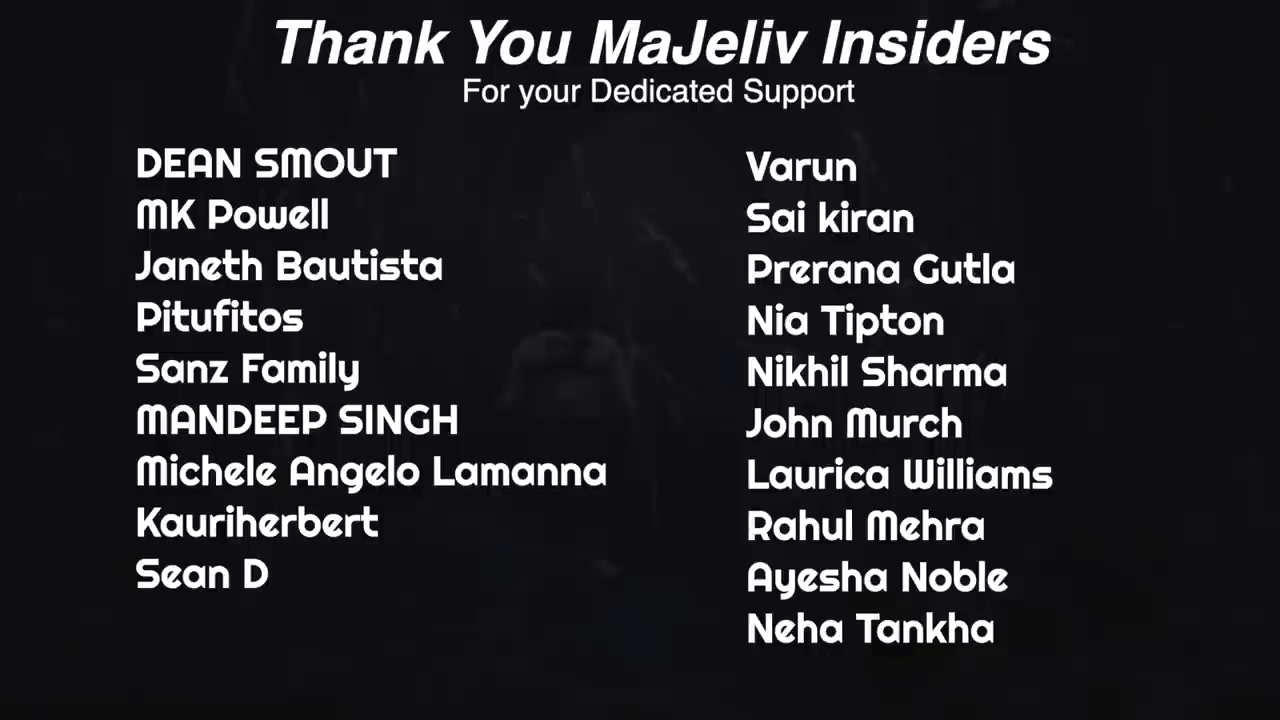 Thank You MaJeliv Insiders
For your Dedicated Support
DEAN SMOUT
MK Powell
Janeth Bautista
Pitufitos
Sanz Family
MANDEEP SINGH
Michele Angelo Lamanna
Kauriherbert
Sean D
Varun
Sai kiran
Prerana Gutla
Nia Tipton
Nikhil Sharma
John Murch
Laurica Williams
Rahul Mehra
Ayesha Noble
Neha Tankha